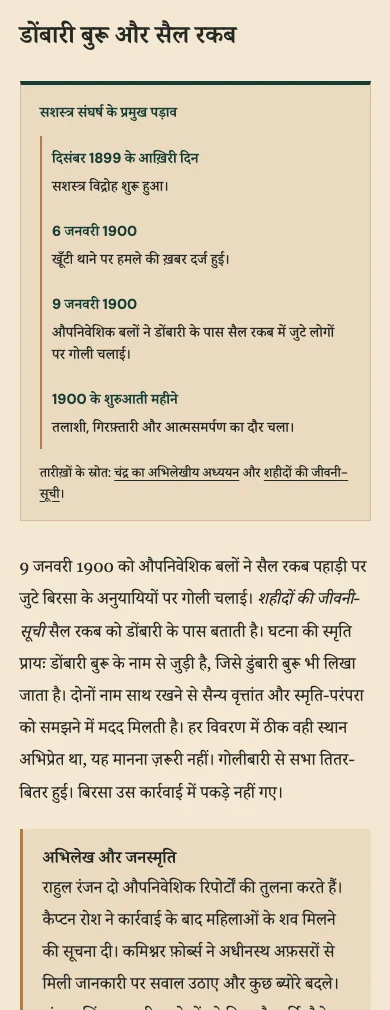 डोंबारी बुरू और सैल रकब
सशस्त्र संघर्ष के प्रमुख पड़ाव
दिसंबर 1899 के आख़िरी दिन
सशस्त्र विद्रोह शुरू हुआ।
6 जनवरी 1900
खूँटी थाने पर हमले की ख़बर दर्ज हुई।
9 जनवरी 1900
औपनिवेशिक बलों ने डोंबारी के पास सैल रकब में जुटे लोगों
पर गोली चलाई।
1900 के शुरुआती महीने
तलाशी, गिरफ़्तारी और आत्मसमर्पण का दौर चला।
तारीख़ों के स्रोत: चंद्र का अभिलेखीय अध्ययन और शहीदों की जीवनी-
सूची।
9 जनवरी 1900 को औपनिवेशिक बलों ने सैल रकब पहाड़ी पर
जुटे बिरसा के अनुयायियों पर गोली चलाई। शहीदों की जीवनी-
सूची सैल रकब को डोंबारी के पास बताती है। घटना की स्मृति
प्रायः डोंबारी बुरू के नाम से जुड़ी है, जिसे डुंबारी बुरू भी लिखा
जाता है। दोनों नाम साथ रखने से सैन्य वृत्तांत और स्मृति-परंपरा
को समझने में मदद मिलती है। हर विवरण में ठीक वही स्थान
अभिप्रेत था, यह मानना ज़रूरी नहीं। गोलीबारी से सभा तितर-
बितर हुई। बिरसा उस कार्रवाई में पकड़े नहीं गए।
अभिलेख और जनस्मृति
राहुल रंजन दो औपनिवेशिक रिपोर्टों की तुलना करते हैं।
कैप्टन रोश ने कार्रवाई के बाद महिलाओं के शव मिलने
की सूचना दी। कमिश्नर फ़ोर्ब्स ने अधीनस्थ अफ़सरों से
मिली जानकारी पर सवाल उठाए और कुछ ब्योरे बदले।